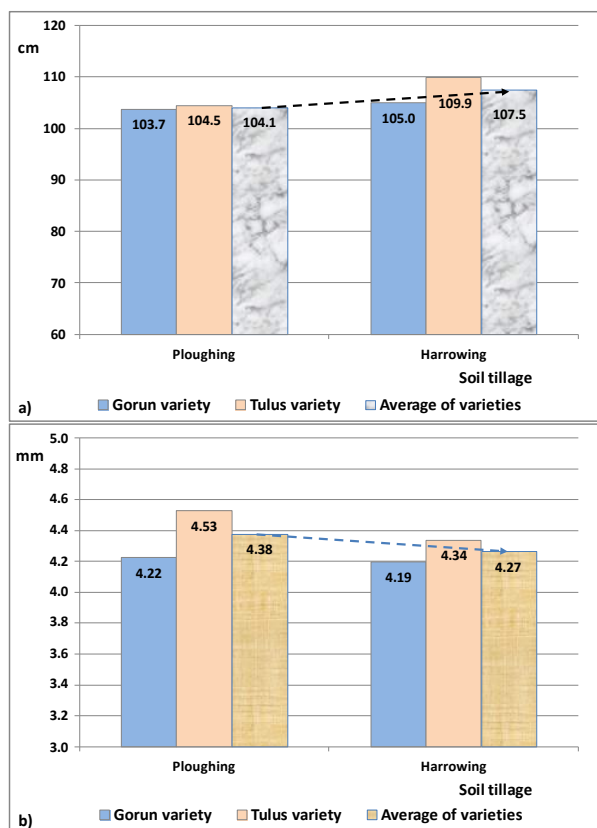 120
cm
110
103.7 104.5 104.1 105.0 109.9 107.5
100
90
80
70
60
Ploughing Harrowing
Soil tillage
a) Gorun variety Tulus variety Average of varieties
5.0
mm
4.8
4.6
4.4
4.22 4.53 4.38 4.19 4.34 4.27
4.2
4.0
3.8
3.6
3.4
3.2
3.0
Ploughing Harrowing
Soil tillage
b) Gorun variety Tulus variety Average of varieties